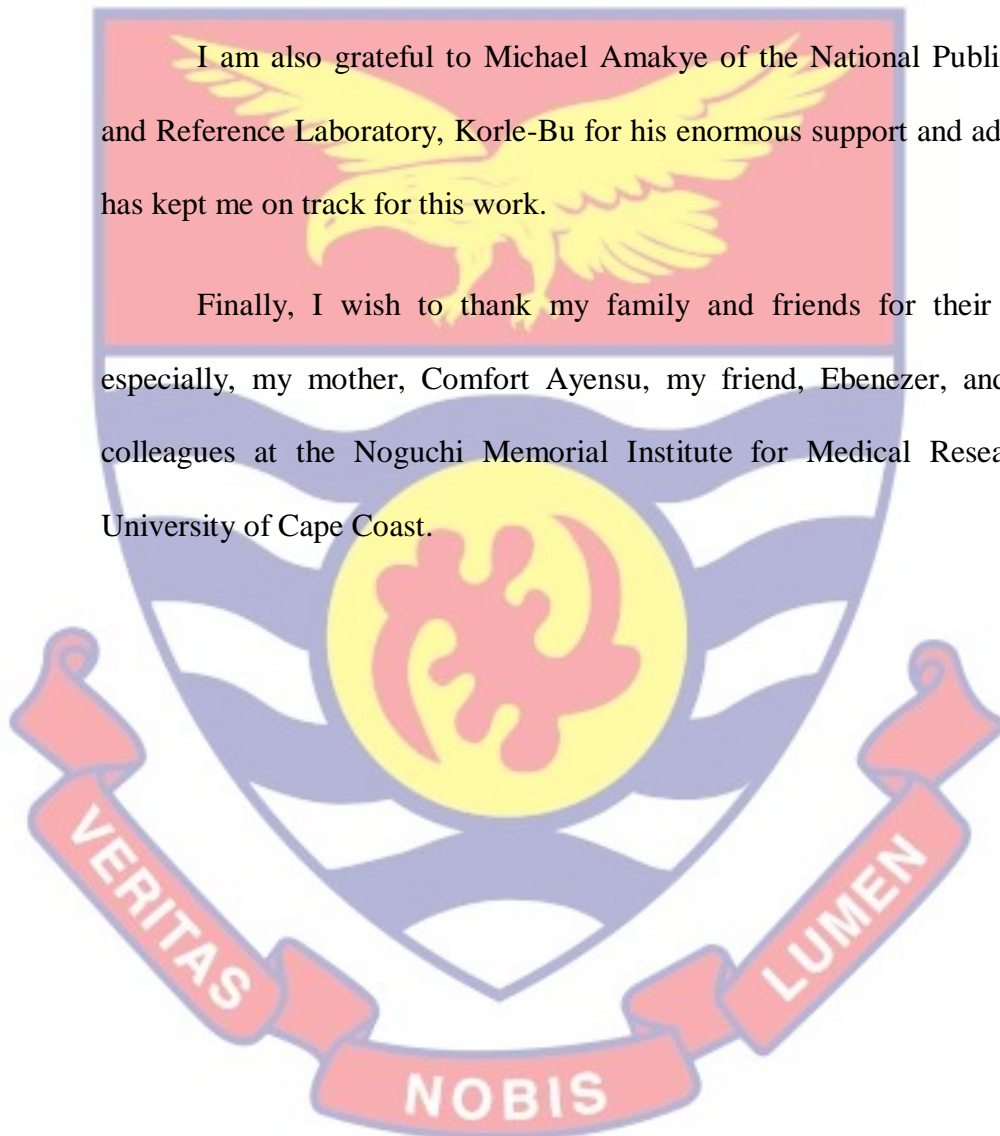 I am also grateful to Michael Amakye of the National Public
and Reference Laboratory, Korle-Bu for his enormous support and ad
has kept me on track for this work.
Finally, I wish to thank my family and friends for their
especially, my mother, Comfort Ayensu, my friend, Ebenezer, and
colleagues at the Noguchi Memorial Institute for Medical Resea
University of Cape Coast.
VERITAS
NOBIS
LUMEN